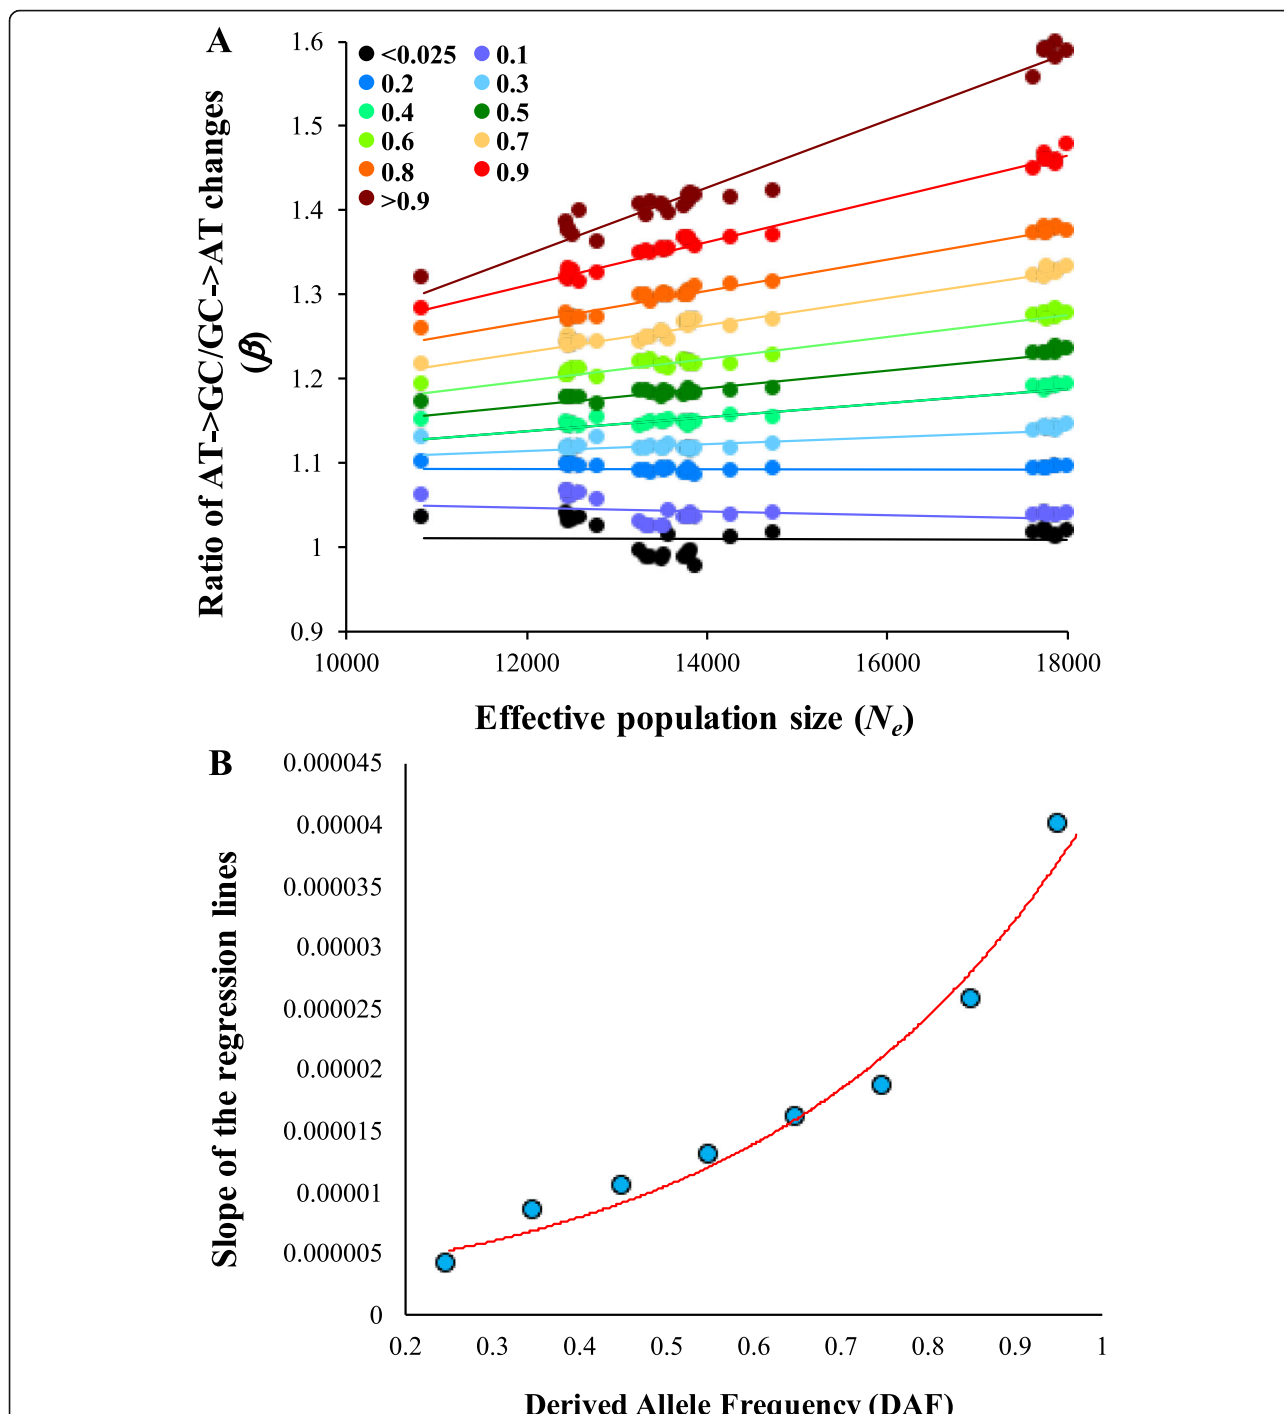 A
1.6
1.5
1.4
1.3
1.2
1.1
1
0.9
Ratio of AT->GC/GC->AT changes
(β)
<0.025 0.1
0.2 0.3
0.4 0.5
0.6 0.7
0.8 0.9
>0.9
10000 12000 14000 16000 18000
Effective population size (Ne)
B
0.000045
0.00004
0.000035
0.00003
0.000025
0.00002
0.000015
0.00001
0.000005
0
Slope of the regression lines
0.2 0.3 0.4 0.5 0.6 0.7 0.8 0.9 1
Derived Allele Frequency (DAF)